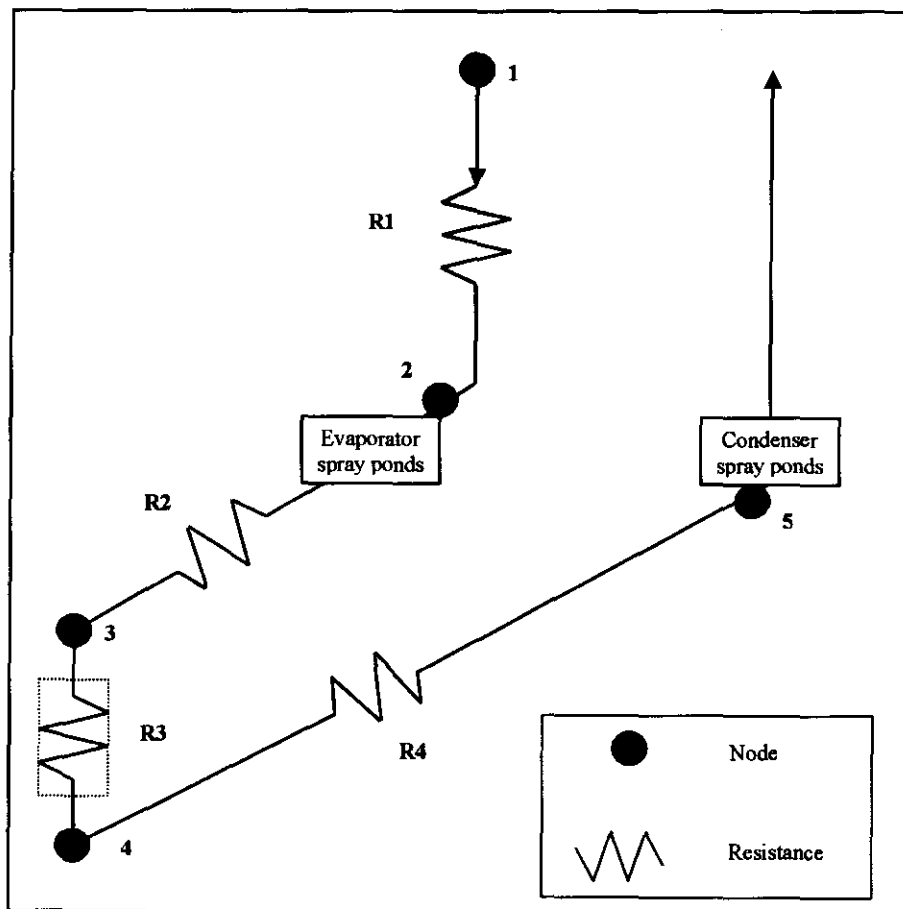 1
R1
2
Evaporator
spray ponds
Condenser
spray ponds
R2
5
3
R3
R4
4
Node
Resistance